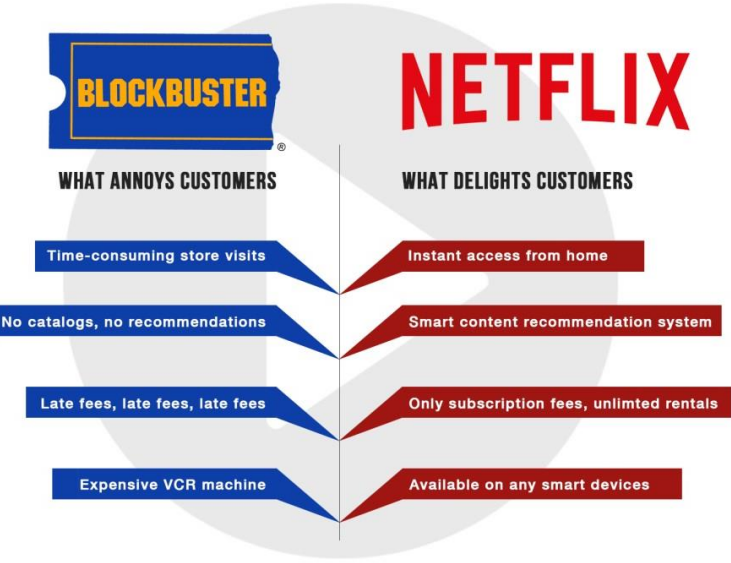 BLOCKBUSTER
®
NETFLIX
WHAT ANNOYS CUSTOMERS
WHAT DELIGHTS CUSTOMERS
Time-consuming store visits
Instant access from home
No catalogs, no recommendations
Smart content recommendation system
Late fees, late fees, late fees
Only subscription fees, unlimted rentals
Expensive VCR machine
Available on any smart devices